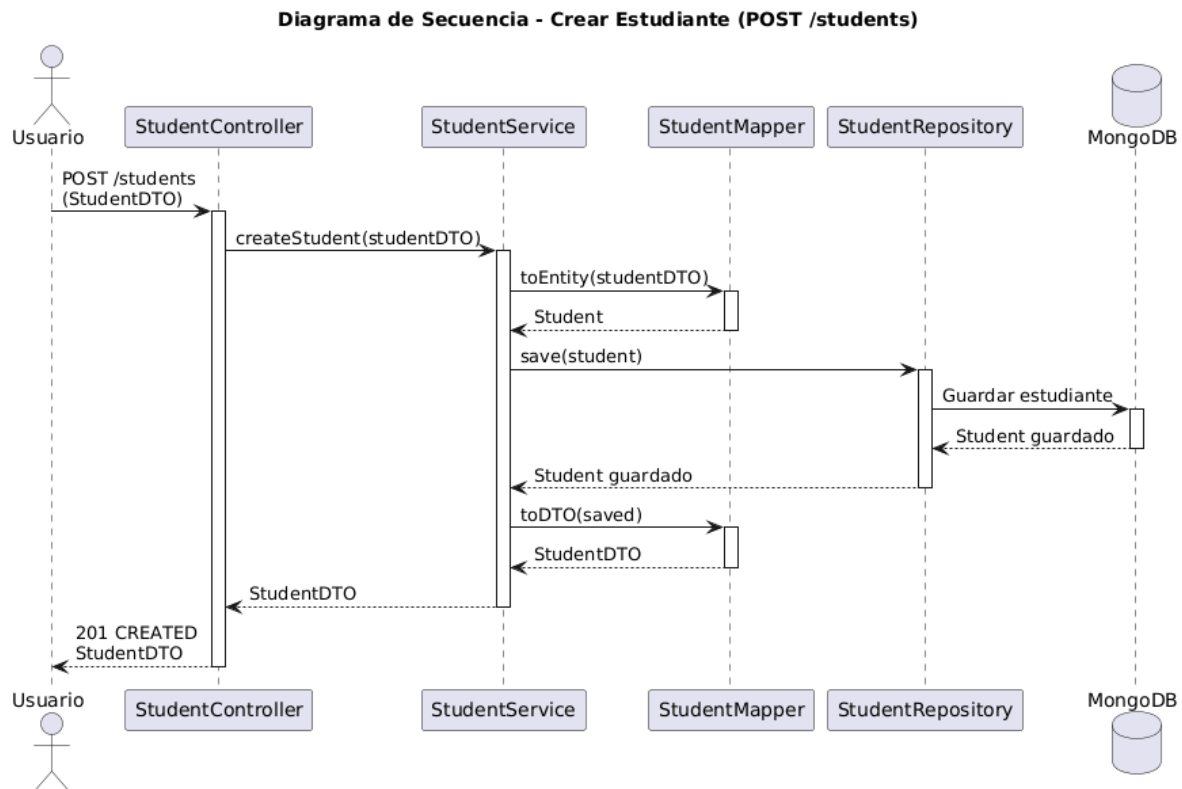 Diagrama de Secuencia - Crear Estudiante (POST /students)
Usuario
StudentController
StudentService
StudentMapper
StudentRepository
MongoDB
POST /students
(StudentDTO)
createStudent(studentDTO)
toEntity(studentDTO)
Student
save(student)
Guardar estudiante
Student guardado
Student guardado
toDTO(saved)
StudentDTO
StudentDTO
201 CREATED
StudentDTO
Usuario
StudentController
StudentService
StudentMapper
StudentRepository
MongoDB